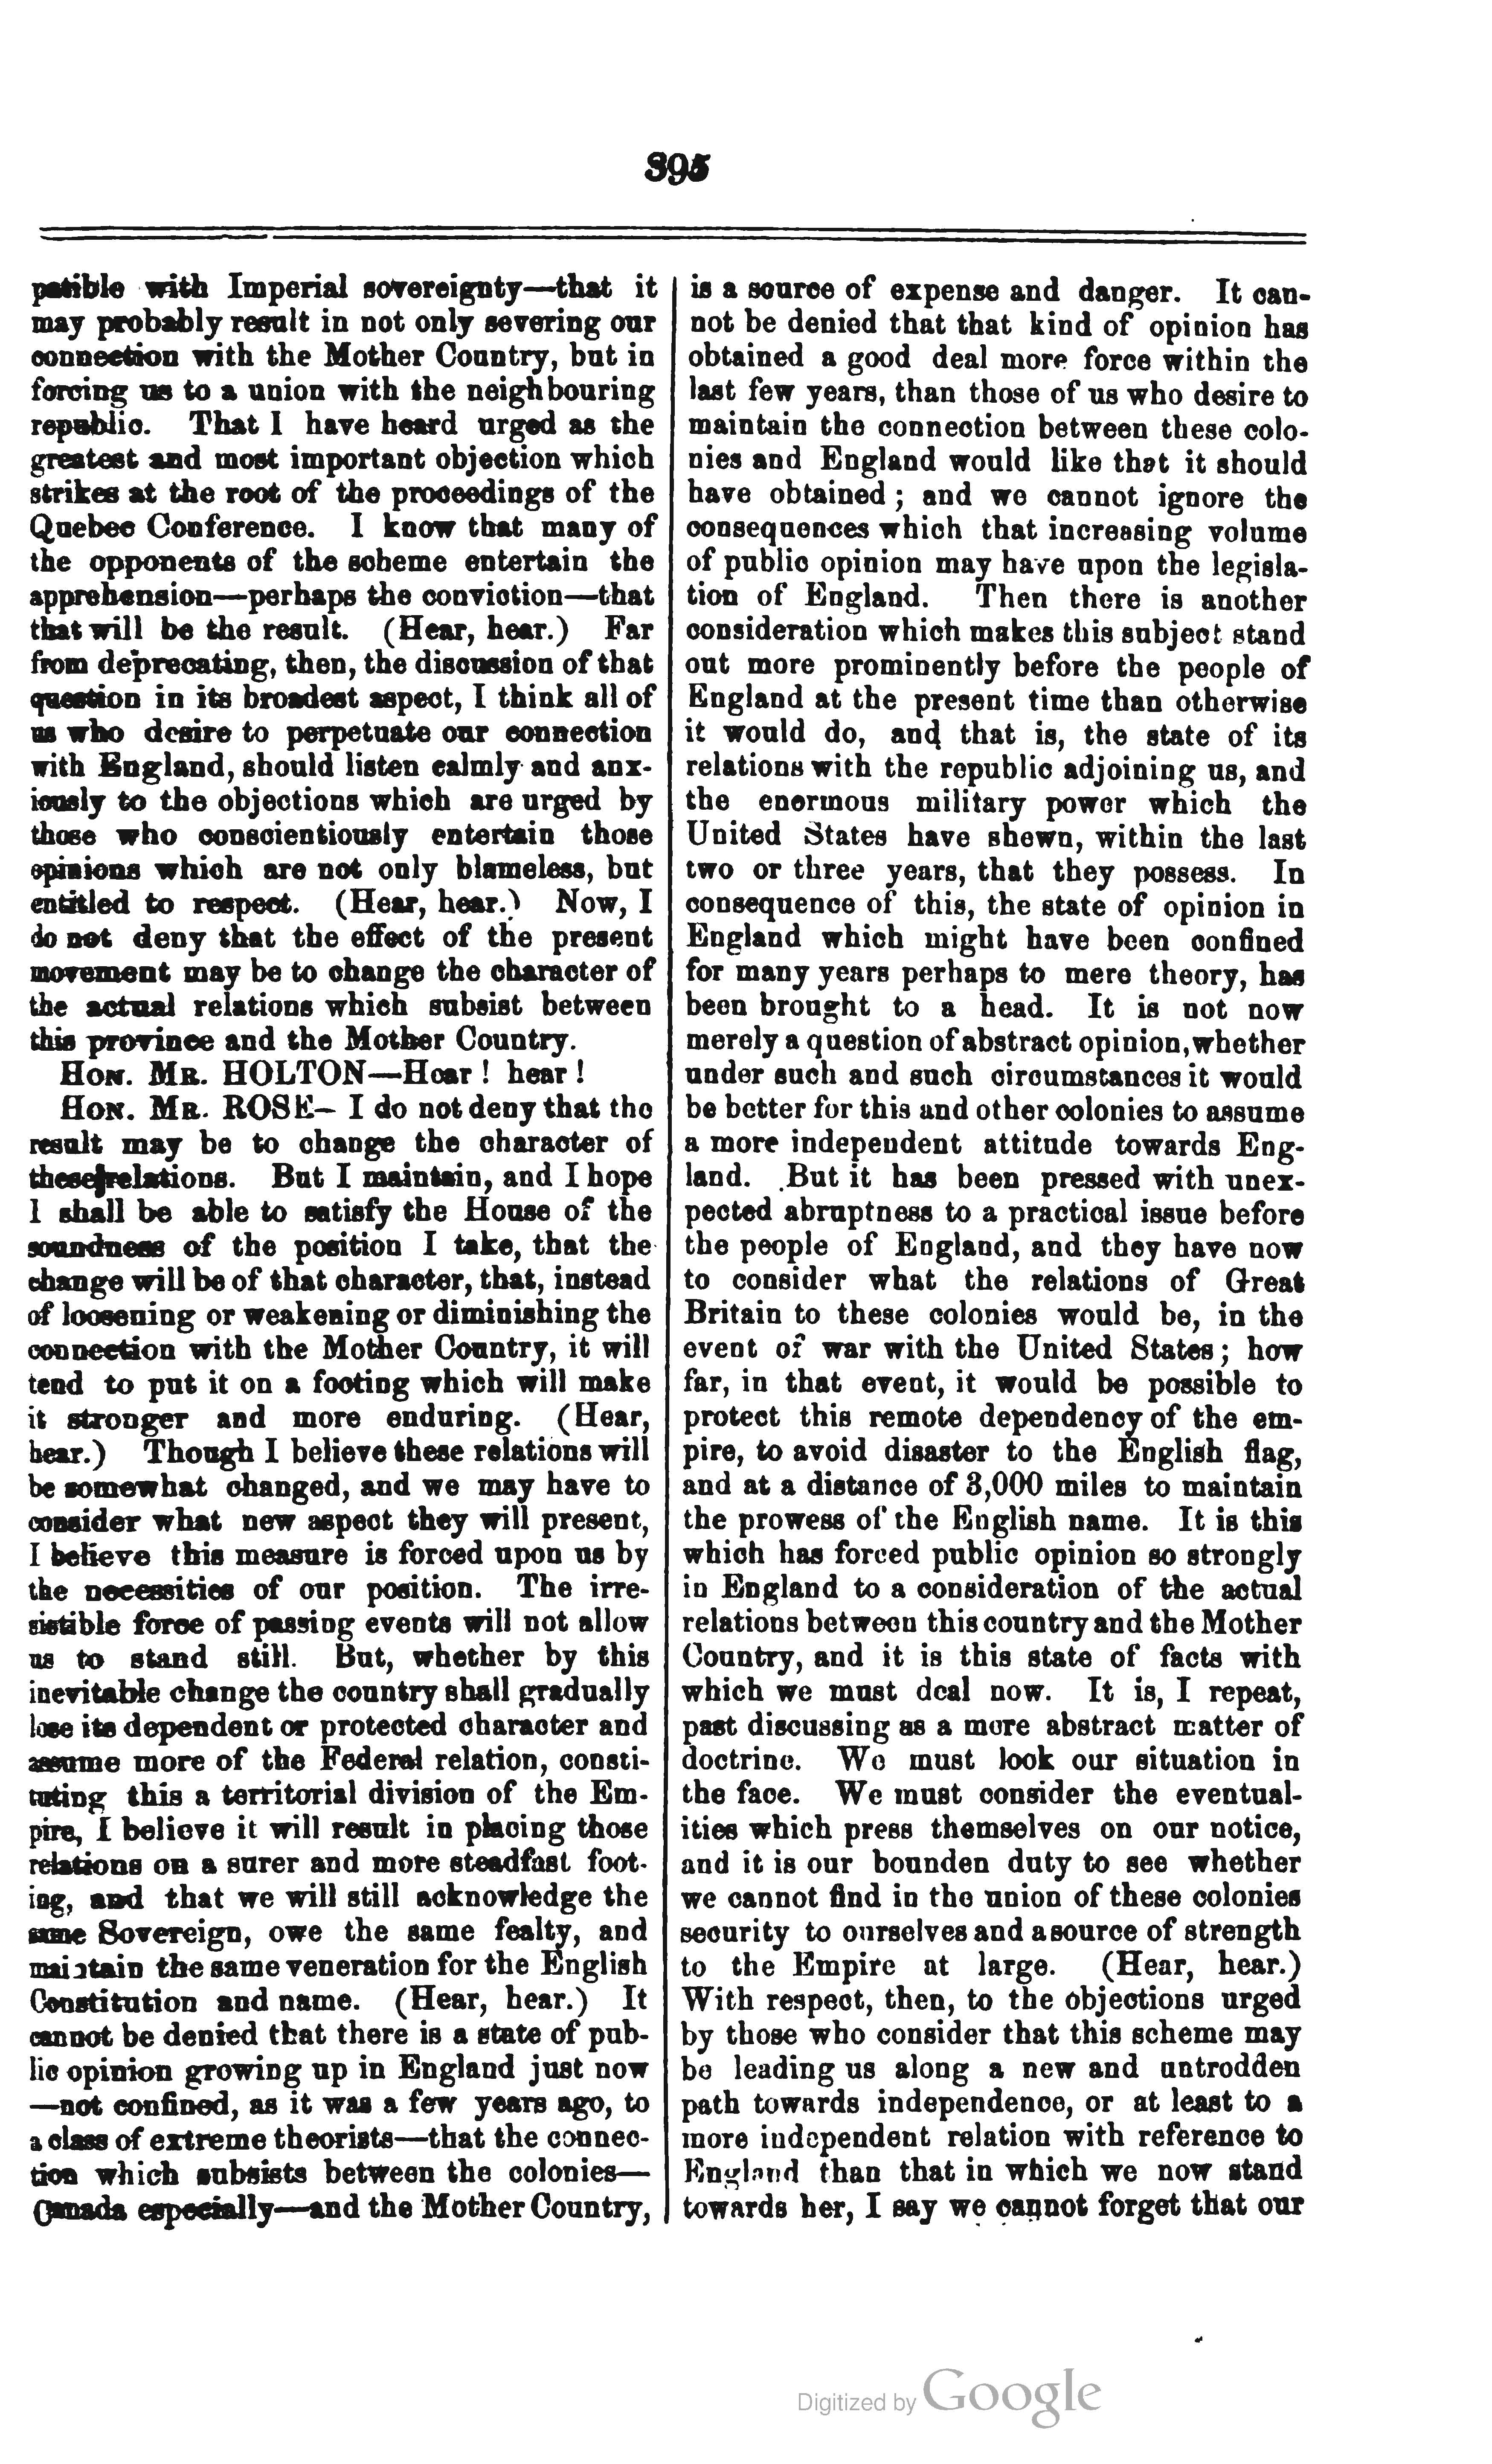 395
patible with Imperial sovereignty—that it
may probably result in not only severing our
connection with the Mother Country, but in
forcing us to a union with the neighbouring
republic. That I have heard urged as the
greatest and most important objection which
strikes at the root of the proceedings of the
Quebec Conference. I know that many of
the opponents of the scheme entertain the
apprehension—perhaps the conviction—that
that will be the result. (Hear, hear.) Far
from deprecating, then, the discussion of that
question in its broadest aspect, I think all of
us who desire to perpetuate our connection
with England, should listen calmly and anx-
iously to the objections which are urged by
those who conscientiously entertain those
opinions which are not only blameless, but
entitled to respect. (Hear, hear.) Now, I
do not deny that the effect of the present
movement may be to change the character of
the actual relations which subsist between
this province and the Mother Country.
HON. MR. HOLTON—Hear! hear!
HON. MR. ROSE—I do not deny that the
result may be to change the character of
these relations. But I maintain, and I hope
I shall be able to satisfy the House of the
soundness of the position I take, that the
change will be of that character, that, instead
of loosening or weakening or diminishing the
connection with the Mother Country, it will
tend to put it on a footing which will make
it stronger and more enduring. (Hear,
hear.) Though I believe these relations will
be somewhat changed, and we may have to
consider what new aspect they will present,
I believe this measure is forced upon us by
the necessities of our position. The irre-
sistible force of passing events will not allow
us to stand still. But, whether by this
inevitable change the country shall gradually
lose its dependent or protected character and
assume more of the Federal relation, consti-
tuting this a territorial division of the Em-
pire, I believe it will result in placing those
relations on a surer and more steadfast foot-
ing, and that we will still acknowledge the
same Sovereign, owe the same fealty, and
maintain the same veneration for the English
Constitution and name. (Hear, hear.) It
cannot be denied that there is a state of pub-
lic opinion growing up in England just now
—not confined, as it was a few years ago, to
a class of extreme theorists—that the connec-
tion which subsists between the colonies—
Canada especially—and the Mother Country,
is a source of expense and danger. It can-
not be denied that that kind of opinion has
obtained a good deal more force within the
last few years, than those of us who desire to
maintain the connection between these colo-
nies and England would like that it should
have obtained; and we cannot ignore the
consequences which that increasing volume
of public opinion may have upon the legisla-
tion of England. Then there is another
consideration which makes this subject stand
out more prominently before the people of
England at the present time than otherwise
it would do, and that is, the state of its
relations with the republic adjoining us, and
the enormous military power which the
United States have shewn, within the last
two or three years, that they possess. In
consequence of this, the state of opinion in
England which might have been confined
for many years perhaps to mere theory, has
been brought to a head. It is not now
merely a question of abstract opinion, whether
under such and such circumstances it would
be better for this and other colonies to assume
a more independent attitude towards Eng-
land. But it has been pressed with unex-
pected abruptness to a practical issue before
the people of England, and they have now
to consider what the relations of Great
Britain to these colonies would be, in the
event of war with the United States; how
far, in that event, it would be possible to
protect this remote dependency of the em-
pire, to avoid disaster to the English flag,
and at a distance of 3,000 miles to maintain
the prowess of the English name. It is this
which has forced public opinion so strongly
in England to a consideration of the actual
relations between this country and the Mother
Country, and it is this state of facts with
which we must deal now. It is, I repeat,
past discussing as a mere abstract matter of
doctrine. We must look our situation in
the face. We must consider the eventual-
ities which press themselves on our notice,
and it is our bounden duty to see whether
we cannot find in the union of these colonies
security to ourselves and a source of strength
to the Empire at large. (Hear, hear.)
With respect, then, to the objections urged
by those who consider that this scheme may
be leading us along a new and untrodden
path towards independence, or at least to a
more independent relation with reference to
England than that in which we now stand
towards her, I say we cannot forget that our
Digitized by Google